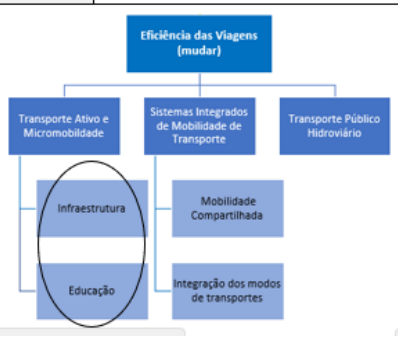 Eficiência das Viagens
(mudar)
Transporte Ativo e
Micromobildade
Sistemas Integrados
de Mobilidade de
Transporte
Transporte Público
Hidroviário
Infraestrutura
Mobilidade
Compartilhada
Educação
Integração dos modos
de transportes